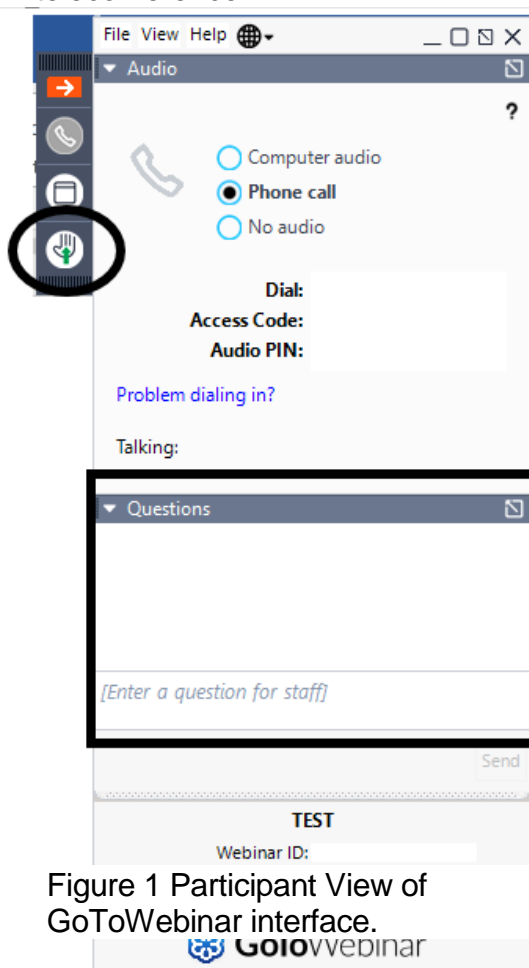 File View Help
Audio
?
Computer audio
Phone call
No audio
Dial:
Access Code:
Audio PIN:
Problem dialing in?
Talking:
Questions
[Enter a question for staff]
Send
TEST
Webinar ID:
Figure 1 Participant View of
GoToWebinar interface.
GoToWebinar